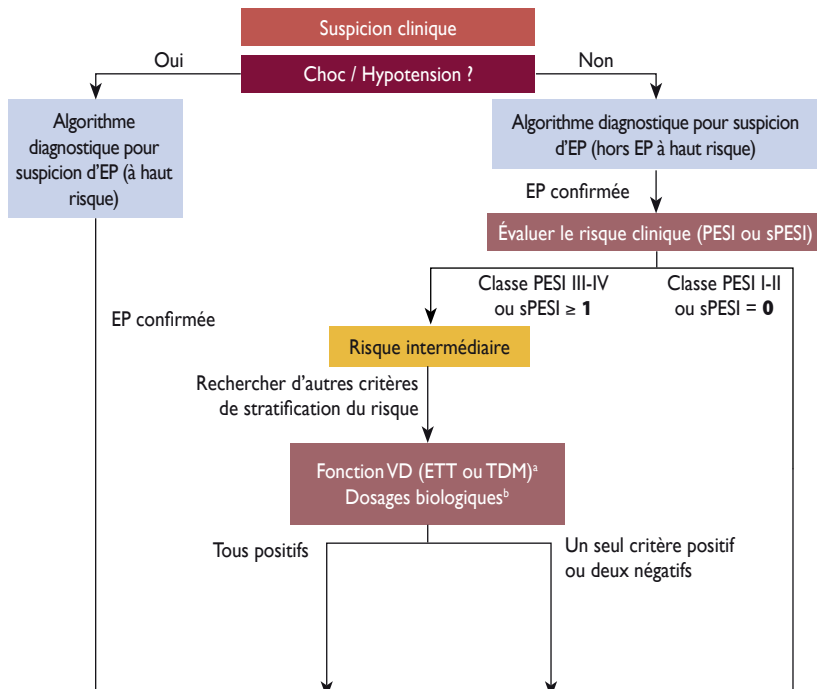 Suspicion clinique
Oui
Choc / Hypotension ?
Non
Algorithme
diagnostique pour
suspicion d'EP (à haut
risque)
Algorithme diagnostique pour suspicion
d'EP (hors EP à haut risque)
EP confirmée
Évaluer le risque clinique (PESI ou sPESI)
Classe PESI III-IV
ou sPESI ≥ 1
Classe PESI I-II
ou sPESI = 0
EP confirmée
Risque intermédiaire
Rechercher d'autres critères
de stratification du risque
Fonction VD (ETT ou TDM)ᵃ
Dosages biologiquesᵇ
Tous positifs
Un seul critère positif
ou deux négatifs